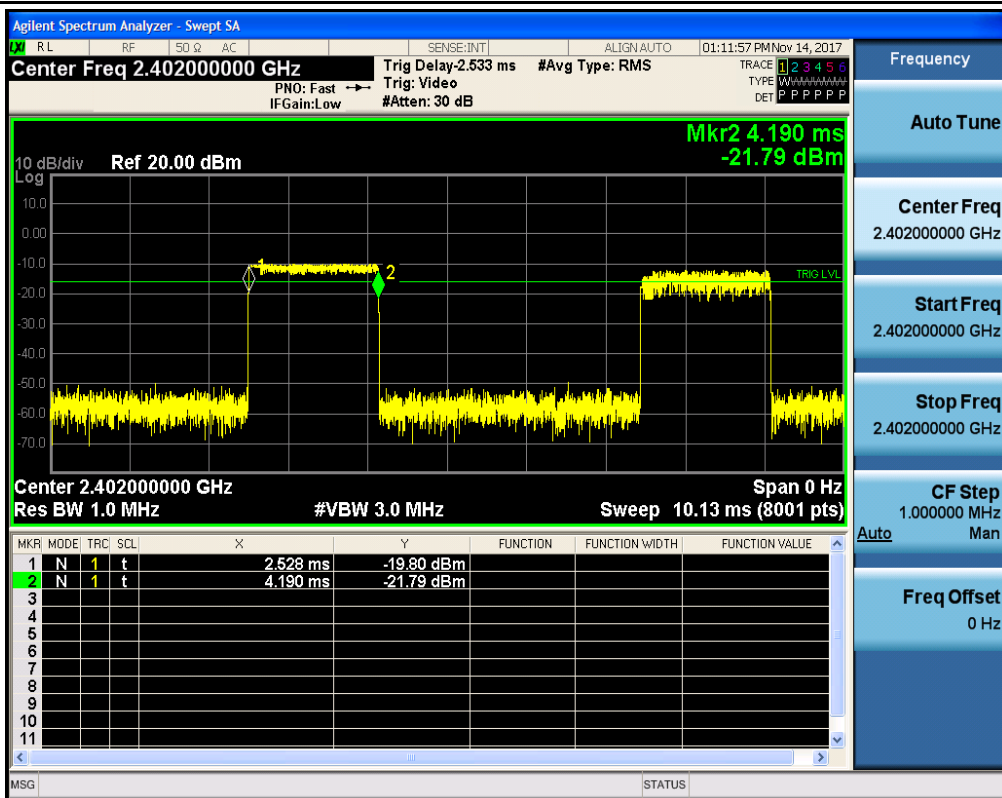 Agilent Spectrum Analyzer - Swept SA
LXI RL RF 50 Ω AC SENSE:INT ALIGN AUTO 01:11:57 PM Nov 14, 2017
Center Freq 2.402000000 GHz
PNO: Fast
IFGain:Low
Trig Delay-2.533 ms
Trig: Video
#Atten: 30 dB
#Avg Type: RMS
TRACE 1 2 3 4 5 6
TYPE W
DET P P P P P P
Mkr2 4.190 ms
-21.79 dBm
10 dB/div Ref 20.00 dBm
Log
10.0
0.00
-10.0
-20.0
-30.0
-40.0
-50.0
-60.0
-70.0
1
2
TRIG LVL
Center 2.402000000 GHz Span 0 Hz
Res BW 1.0 MHz #VBW 3.0 MHz Sweep 10.13 ms (8001 pts)
MKR MODE TRC SCL X Y FUNCTION FUNCTION WIDTH FUNCTION VALUE
1 N 1 t 2.528 ms -19.80 dBm
2 N 1 t 4.190 ms -21.79 dBm
3
4
5
6
7
8
9
10
11
MSG STATUS
Frequency
Auto Tune
Center Freq
2.402000000 GHz
Start Freq
2.402000000 GHz
Stop Freq
2.402000000 GHz
CF Step
1.000000 MHz
Auto Man
Freq Offset
0 Hz